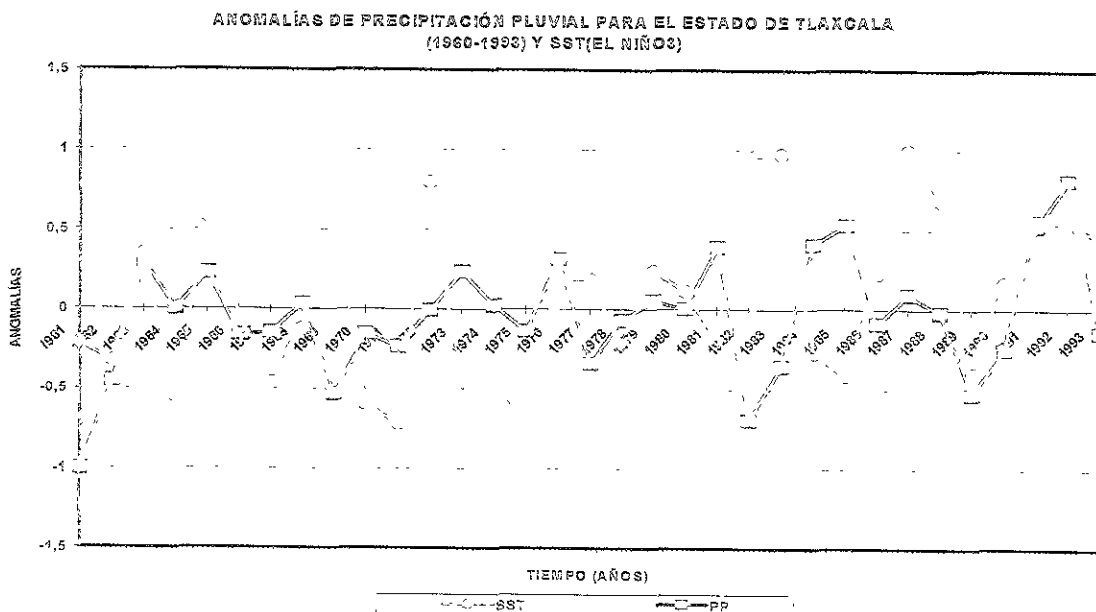 ANOMALÍAS DE PRECIPITACIÓN PLUVIAL PARA EL ESTADO DE TLAXCALA
(1960-1993) Y SST(EL NIÑO3)
1,5
1
0,5
0
-0,5
-1
-1,5
ANOMALÍAS
1961 1964 1965 1966 1970 1973 1974 1975 1976 1977 1978 1979 1980 1981 1982 1983 1985 1986 1987 1988 1989 1992 1993
TIEMPO (AÑOS)
SST PP